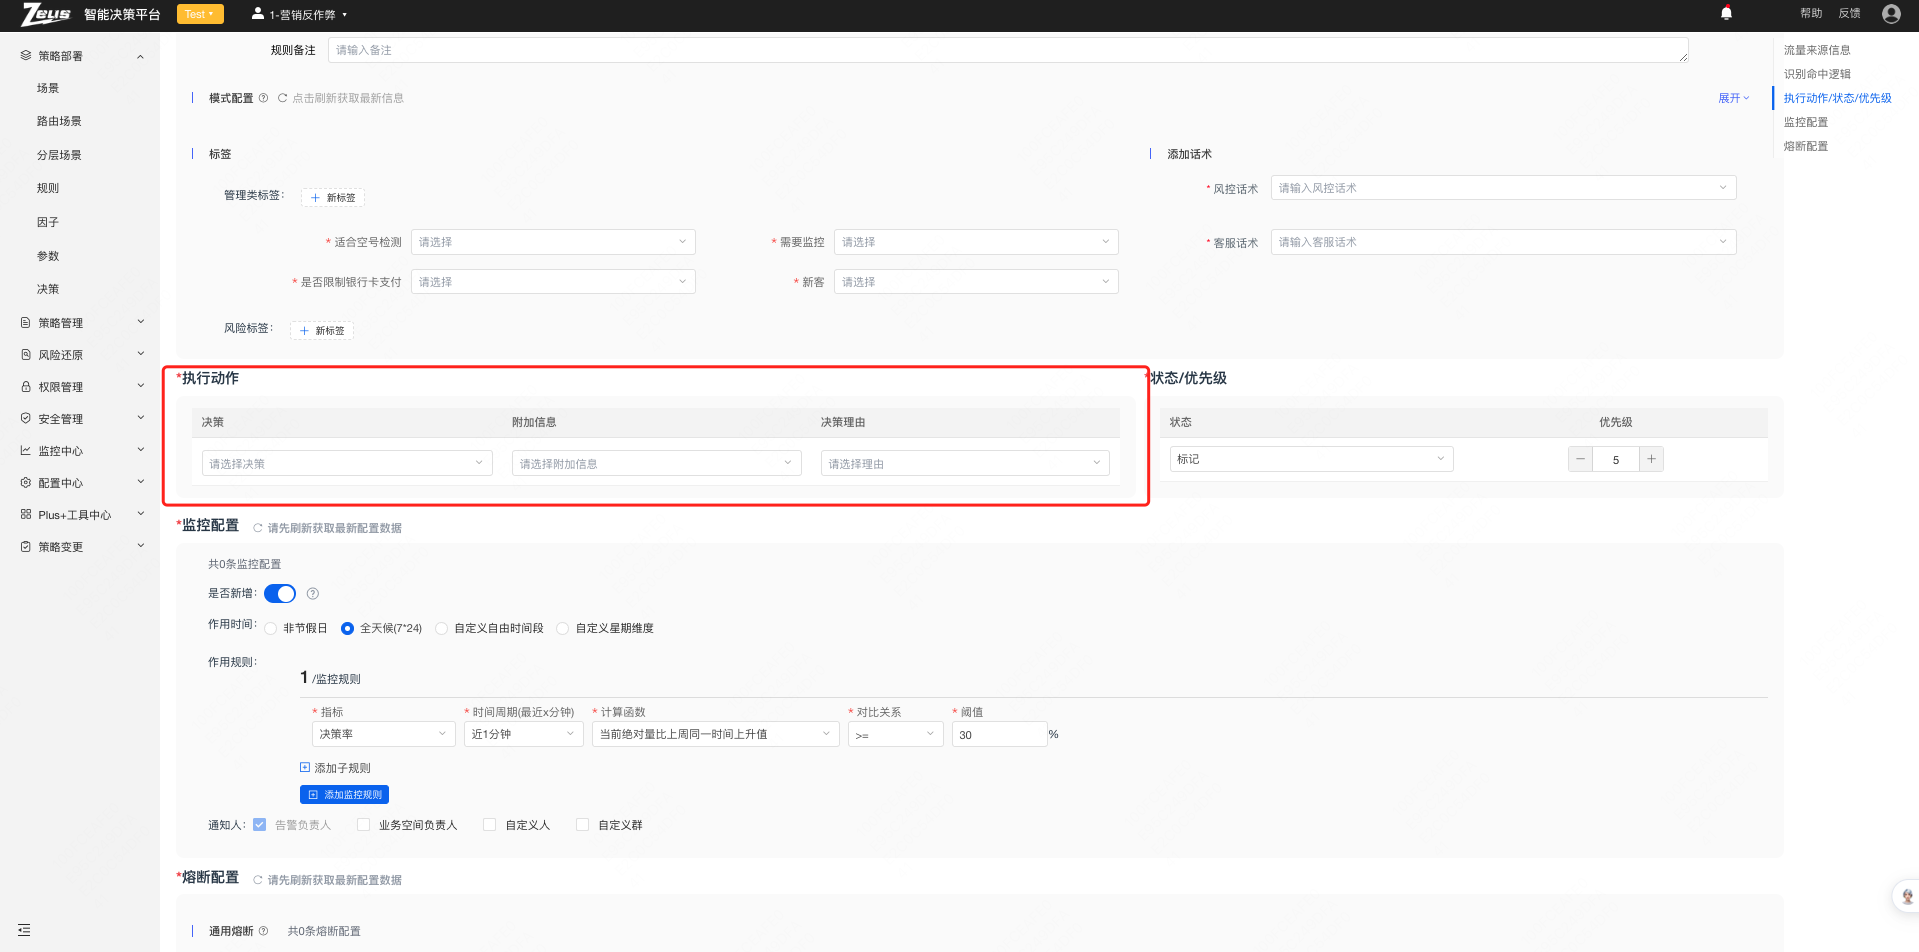 Zeus 智能决策平台 Test 1-营销反作弊 帮助 反馈
策略部署
场景
路由场景
分层场景
规则
因子
参数
决策
策略管理
风险还原
权限管理
安全管理
监控中心
配置中心
Plus+工具中心
策略变更
规则备注 请输入备注
模式配置 点击刷新获取最新信息 展开
标签
管理类标签: + 新标签
* 适合空号检测 请选择 * 需要监控 请选择
* 是否限制银行卡支付 请选择 * 新客 请选择
风险标签: + 新标签
添加话术
* 风控话术 请输入风控话术
* 客服话术 请输入客服话术
*执行动作
决策 附加信息 决策理由
请选择决策 请选择附加信息 请选择理由
*状态/优先级
状态 优先级
标记 − 5 +
*监控配置 请先刷新获取最新配置数据
共0条监控配置
是否新增:
作用时间: 非节假日 全天候(7*24) 自定义自由时间段 自定义星期维度
作用规则:
1 /监控规则
* 指标 * 时间周期(最近x分钟) * 计算函数 * 对比关系 * 阈值
决策率 近1分钟 当前绝对量比上周同一时间上升值 >= 30 %
添加子规则
添加监控规则
通知人: 告警负责人 业务空间负责人 自定义人 自定义群
*熔断配置 请先刷新获取最新配置数据
通用熔断 共0条熔断配置
流量来源信息
识别命中逻辑
执行动作/状态/优先级
监控配置
熔断配置